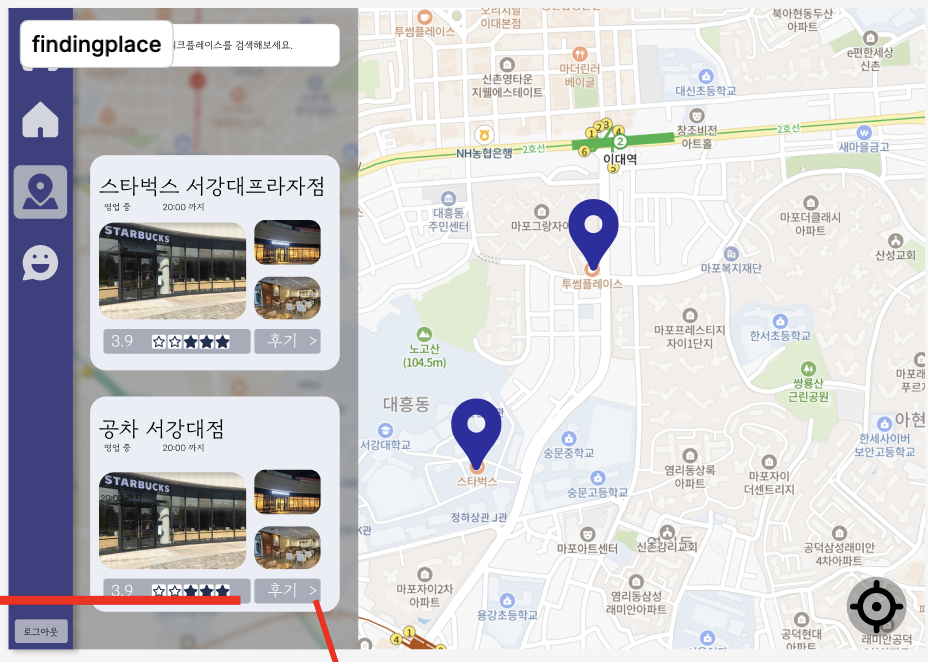 findingplace
크플레이스를 검색해보세요.
스타벅스 서강대프라자점
영업 중 20:00 까지
STARBUCKS
3.9
후기 >
공차 서강대점
영업 중 20:00 까지
STARBUCKS
3.9
후기 >
로그아웃
투썸플레이스
이대본점
북아현동두산
아파트
e편한세상
신촌
마더린러
베이글
신촌영타운
지웰에스테이트
대신초등학교
창조비전
아트홀
2호선
새마을금고
NH농협은행
2호선
1
2
3
4
2
6
이대역
5
대흥동
주민센터
마포그랑자이
마포더클래시
아파트
산성교회
마포복지재단
투썸플레이스
마포프레스티지
자이1단지
한서초등학교
노고산
(104.5m)
쌍룡산
근린공원
마포래
푸르지
대흥동
아현
서강대학교
숭문중학교
한세사이버
보안고등학교
스타벅스
염리동상록
아파트
마포자이
더센트리지
숭문고등학교
정하상관 J관
K관
마포아트센터
신촌감리교회
공덕삼성래미안
4차아파트
마포자이2차
아파트
염리동삼성
래미안아파트
용강초등학교
공덕현대
아파트
래미안공덕
4
1
2